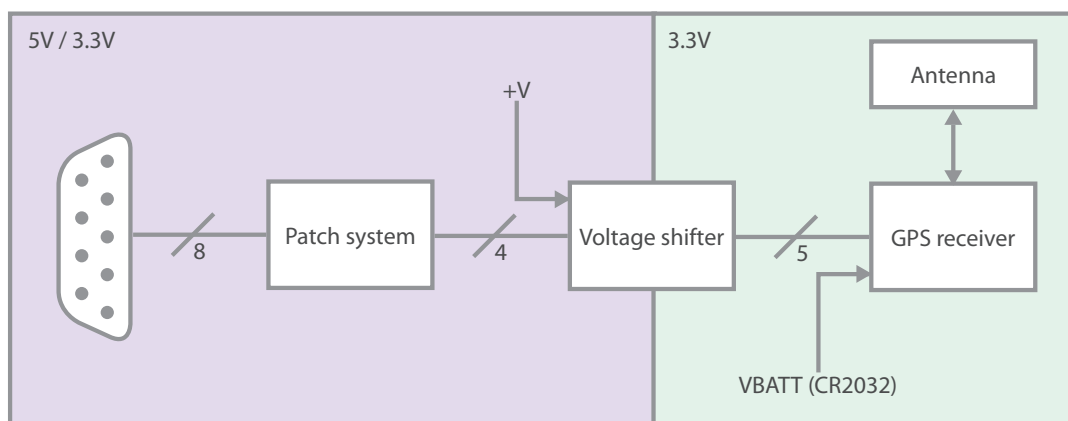 5V / 3.3V
3.3V
Antenna
+V
Patch system
Voltage shifter
GPS receiver
8
4
5
VBATT (CR2032)